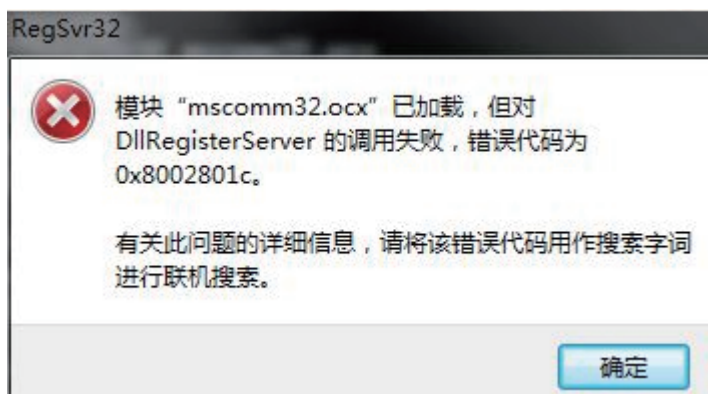 RegSvr32
模块“mscomm32.ocx”已加载，但对
DllRegisterServer 的调用失败，错误代码为
0x8002801c。
有关此问题的详细信息，请将该错误代码用作搜索字词
进行联机搜索。
确定